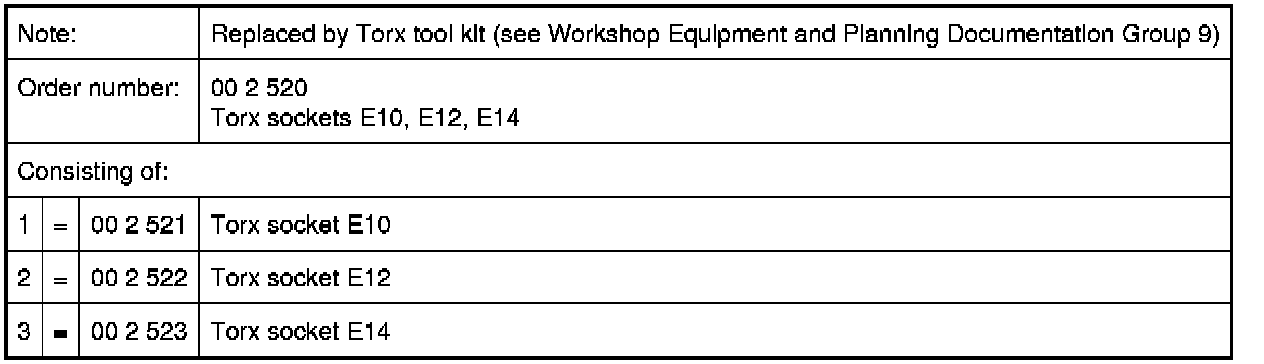 Note: Replaced by Torx tool kit (see Workshop Equipment and Planning Documentation Group 9)
Order number: 00 2 520
Torx sockets E10, E12, E14
Consisting of:
1 = 00 2 521 Torx socket E10
2 = 00 2 522 Torx socket E12
3 = 00 2 523 Torx socket E14